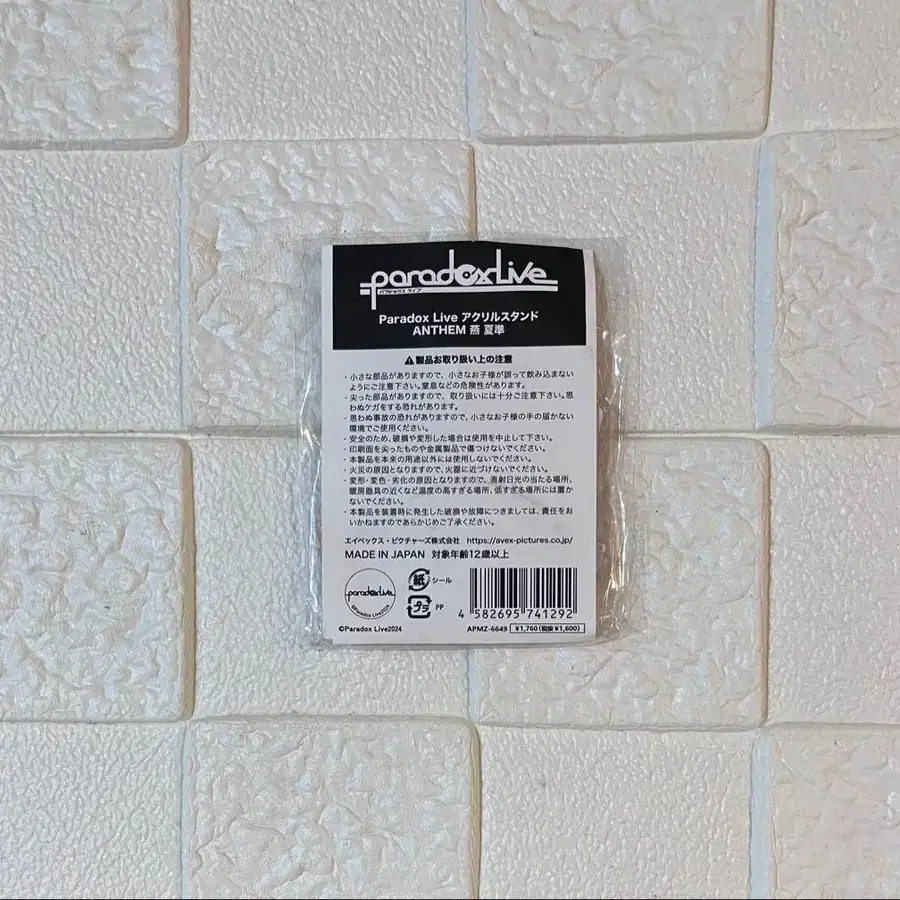 paradoxLive
パラドックス ライブ
Paradox Live アクリルスタンド
ANTHEM 燕 夏準
⚠製品お取り扱い上の注意
・小さな部品がありますので、小さなお子様が誤って飲み込まない
ようにご注意下さい。窒息などの危険性があります。
・尖った部品がありますので、取り扱いには十分ご注意下さい。思
わぬケガをする恐れがあります。
・思わぬ事故の恐れがありますので、小さなお子様の手の届かない
環境でご使用ください。
・安全のため、破損や変形した場合は使用を中止して下さい。
・印刷面を尖ったものや金属製品で傷つけないでください。
・本製品を本来の用途以外には使用しないでください。
・火災の原因となりますので、火器に近づけないでください。
・変形・変色・劣化の原因となりますので、直射日光の当たる場所、
暖房器具の近くなど温度の高すぎる場所、低すぎる場所には置か
ないでください。
・本製品を装着時に発生した破損や故障につきましては、責任をお
おいかねますのであらかじめご了承ください。
エイベックス・ピクチャーズ株式会社 https://avex-pictures.co.jp/
MADE IN JAPAN 対象年齢12歳以上
paradoxLive
©Paradox Live2024
紙 シール
プラ PP
4 582695 741292
©Paradox Live2024 APMZ-6649 ¥1,760(税抜¥1,600)